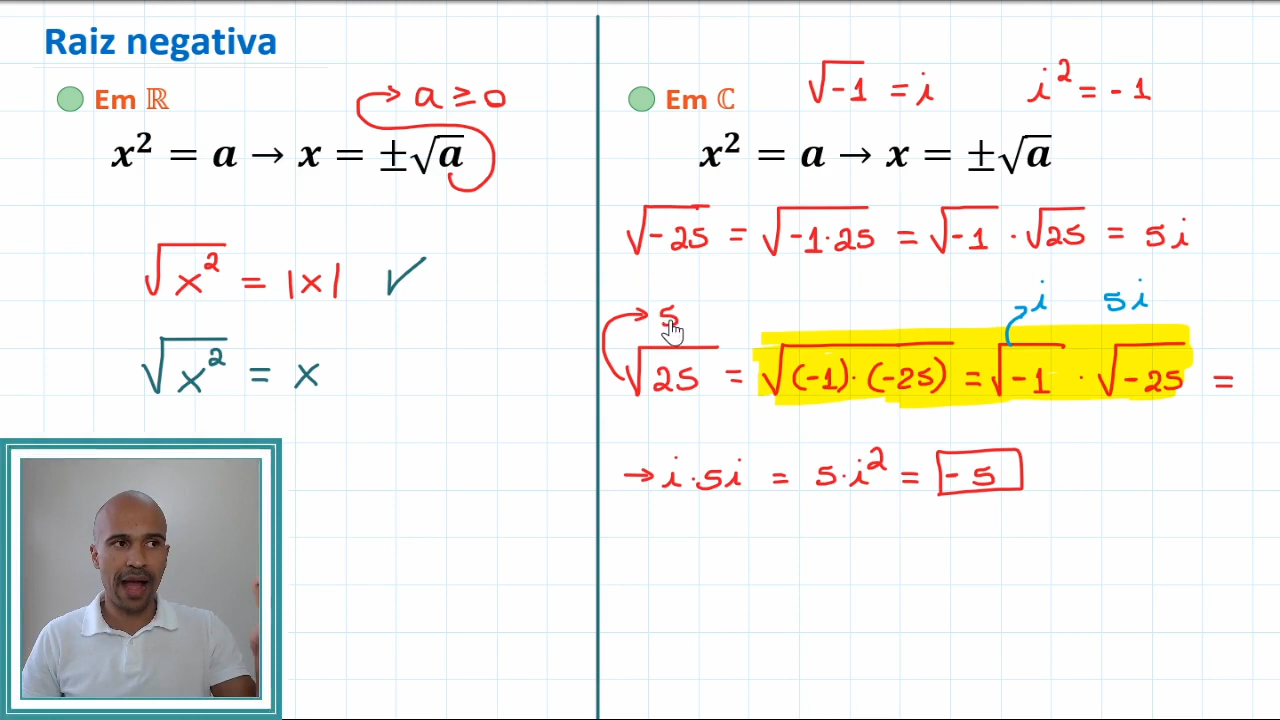 Raiz negativa
Em ℝ
a ≥ 0
x² = a → x = ±√a
√x² = |x| ✓
√x² = x
Em ℂ
√-1 = i
i² = -1
x² = a → x = ±√a
√-25 = √-1·25 = √-1 · √25 = 5i
5
i
5i
√25 = √(-1)·(-25) = √-1 · √-25 =
→ i·5i = 5·i² = -5